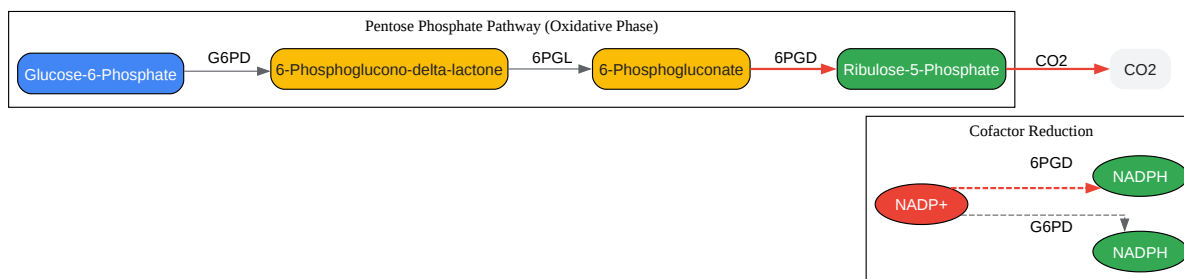 Pentose Phosphate Pathway (Oxidative Phase)
Glucose-6-Phosphate
G6PD
6-Phosphoglucono-delta-lactone
6PGL
6-Phosphogluconate
6PGD
Ribulose-5-Phosphate
CO2
CO2
Cofactor Reduction
NADP+
6PGD
NADPH
G6PD
NADPH